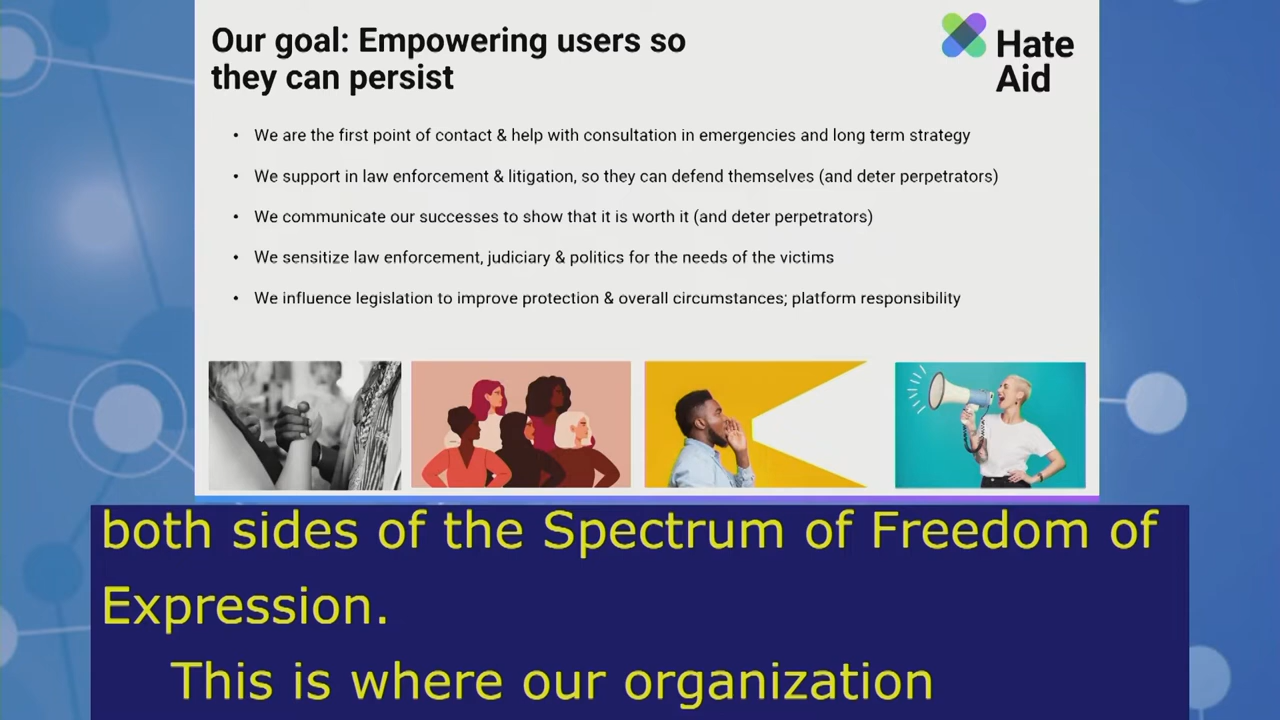 Our goal: Empowering users so
they can persist
Hate
Aid
• We are the first point of contact & help with consultation in emergencies and long term strategy
• We support in law enforcement & litigation, so they can defend themselves (and deter perpetrators)
• We communicate our successes to show that it is worth it (and deter perpetrators)
• We sensitize law enforcement, judiciary & politics for the needs of the victims
• We influence legislation to improve protection & overall circumstances; platform responsibility
both sides of the Spectrum of Freedom of
Expression.
This is where our organization